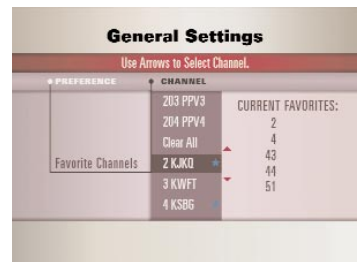 General Settings
Use Arrows to Select Channel.
PREFERENCE
CHANNEL
203 PPV3
204 PPV4
Clear All
Favorite Channels
2 KJKQ
3 KWFT
4 KSBG
CURRENT FAVORITES:
2
4
43
44
51